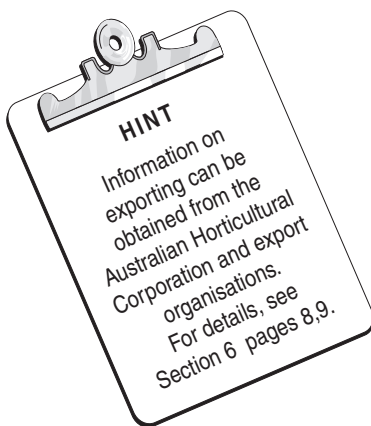 HINT
Information on
exporting can be
obtained from the
Australian Horticultural
Corporation and export
organisations.
For details, see
Section 6 pages 8,9.